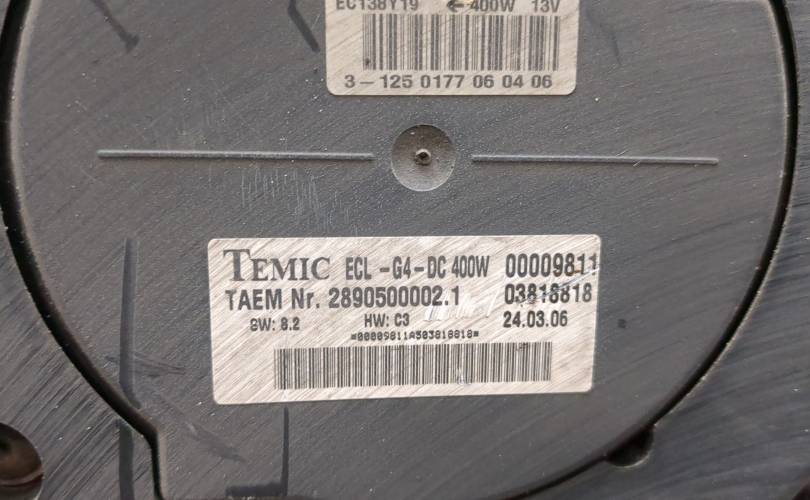 EC138Y19 400W 13V
3-125 0177 06 04 06
TEMIC ECL -G4-DC 400W 00009811
TAEM Nr. 2890500002.1 03818818
SW: 8.2 HW: C3 24.03.06
*00009811A503818818*